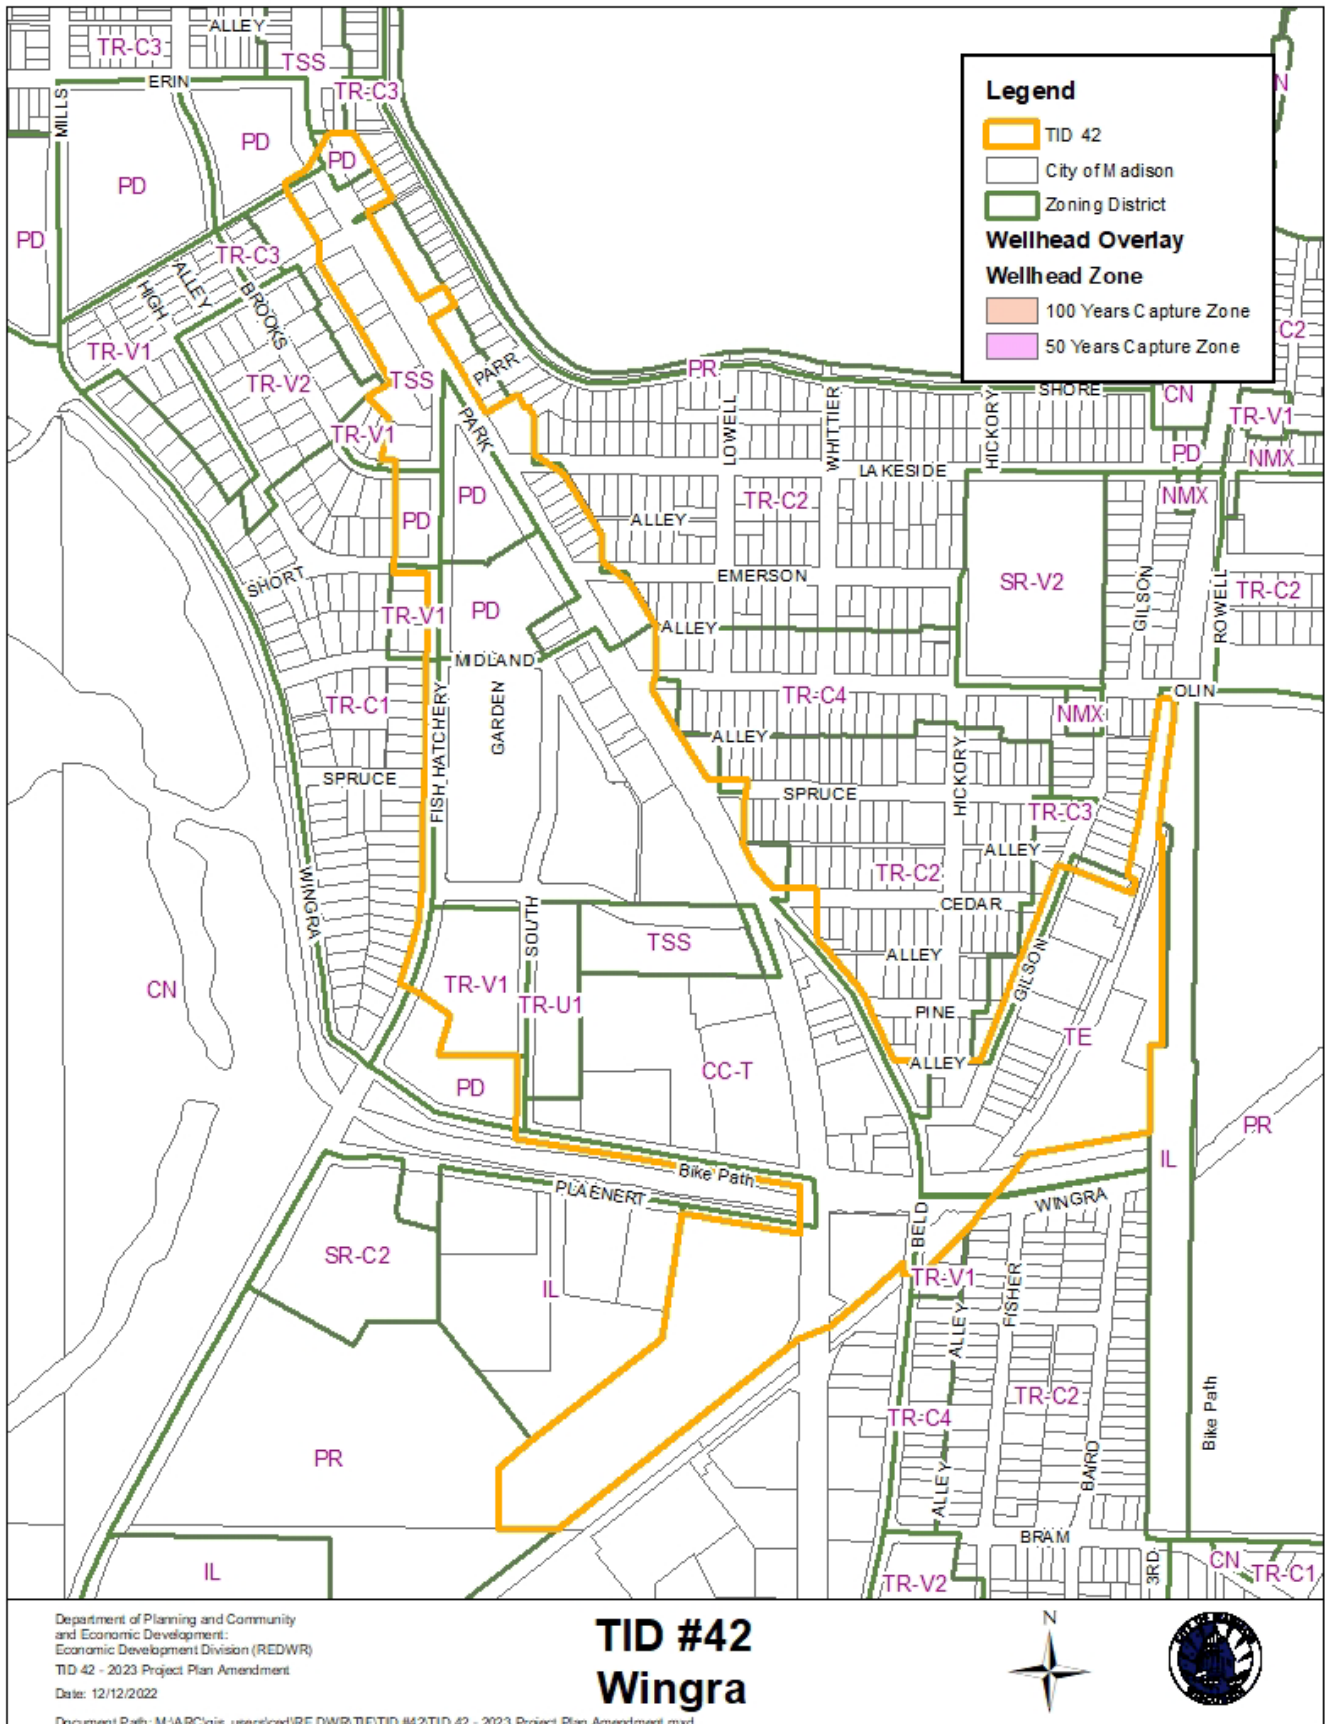 ALLEY
TR-C3
TSS
ERIN
TR-C3
N
MILLS
PD
PD
PD
PD
Legend
TID 42
City of Madison
Zoning District
Wellhead Overlay
Wellhead Zone
100 Years Capture Zone
50 Years Capture Zone
TR-C3
ALLEY
HIGH
BROOKS
TR-V1
TR-V2
TSS
PARR
PR
C2
SHORE
CN
TR-V1
PARK
LOWELL
WHITTIER
HICKORY
TR-V1
LAKESIDE
PD
NMX
NMX
PD
PD
TR-C2
ALLEY
SHORT
EMERSON
SR-V2
GILSON
ROWELL
TR-C2
TR-V1
PD
ALLEY
MIDLAND
TR-C1
FISH HATCHERY
GARDEN
TR-C4
OLIN
NMX
ALLEY
HICKORY
SPRUCE
SPRUCE
TR-C3
ALLEY
TR-C2
CEDAR
WINGRA
SOUTH
TSS
ALLEY
GILSON
CN
TR-V1
TR-U1
PINE
TE
ALLEY
CC-T
PD
PR
IL
Bike Path
PLAENERT
WINGRA
BELD
SR-C2
IL
TR-V1
FISHER
ALLEY
TR-C2
TR-C4
Bike Path
PR
BAIRD
ALLEY
BRAM
IL
3RD
CN
TR-C1
TR-V2
Department of Planning and Community
and Economic Development:
Economic Development Division (REDWR)
TID 42 - 2023 Project Plan Amendment
Date: 12/12/2022
TID #42
Wingra
N